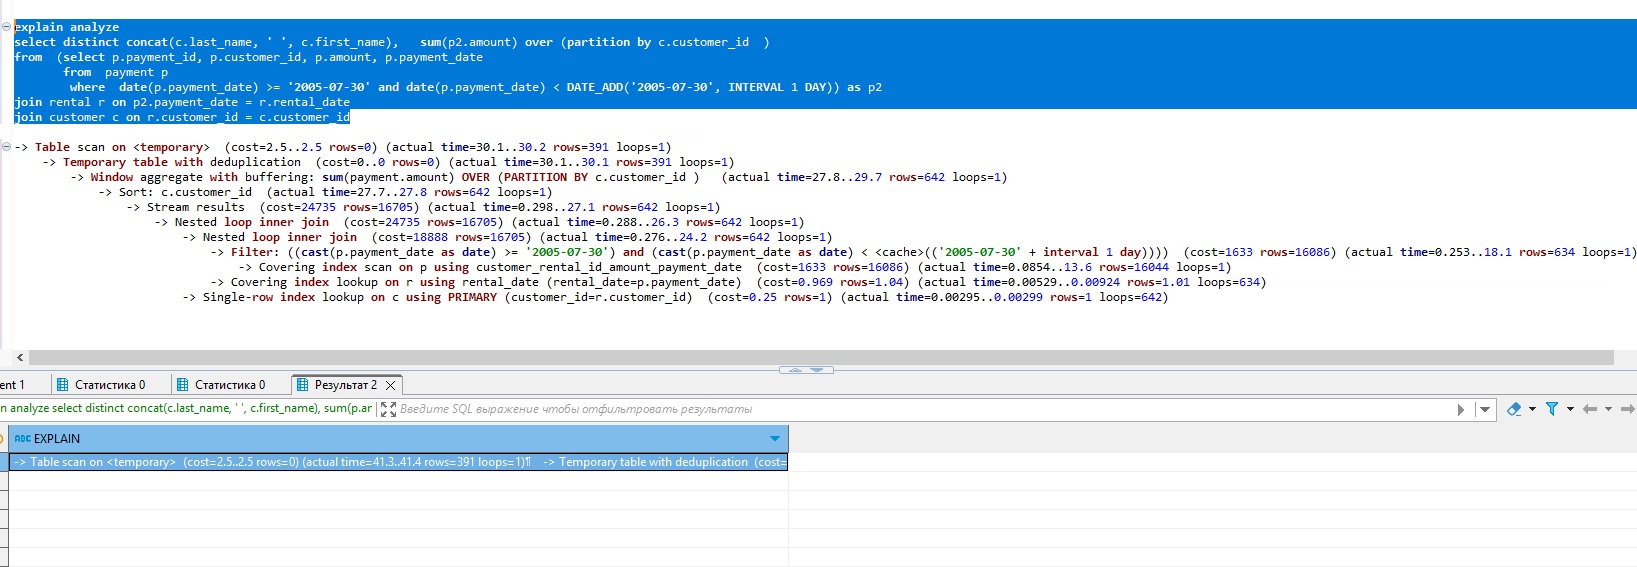 explain analyze
select distinct concat(c.last_name, ' ', c.first_name), sum(p2.amount) over (partition by c.customer_id )
from (select p.payment_id, p.customer_id, p.amount, p.payment_date
from payment p
where date(p.payment_date) >= '2005-07-30' and date(p.payment_date) < DATE_ADD('2005-07-30', INTERVAL 1 DAY)) as p2
join rental r on p2.payment_date = r.rental_date
join customer c on r.customer_id = c.customer_id
-> Table scan on <temporary> (cost=2.5..2.5 rows=0) (actual time=30.1..30.2 rows=391 loops=1)
-> Temporary table with deduplication (cost=0..0 rows=0) (actual time=30.1..30.1 rows=391 loops=1)
-> Window aggregate with buffering: sum(payment.amount) OVER (PARTITION BY c.customer_id ) (actual time=27.8..29.7 rows=642 loops=1)
-> Sort: c.customer_id (actual time=27.7..27.8 rows=642 loops=1)
-> Stream results (cost=24735 rows=16705) (actual time=0.298..27.1 rows=642 loops=1)
-> Nested loop inner join (cost=24735 rows=16705) (actual time=0.288..26.3 rows=642 loops=1)
-> Nested loop inner join (cost=18888 rows=16705) (actual time=0.276..24.2 rows=642 loops=1)
-> Filter: ((cast(p.payment_date as date) >= '2005-07-30') and (cast(p.payment_date as date) < <cache>(('2005-07-30' + interval 1 day)))) (cost=1633 rows=16086) (actual time=0.253..18.1 rows=634 loops=1)
-> Covering index scan on p using customer_rental_id_amount_payment_date (cost=1633 rows=16086) (actual time=0.0854..13.6 rows=16044 loops=1)
-> Covering index lookup on r using rental_date (rental_date=p.payment_date) (cost=0.969 rows=1.04) (actual time=0.00529..0.00924 rows=1.01 loops=634)
-> Single-row index lookup on c using PRIMARY (customer_id=r.customer_id) (cost=0.25 rows=1) (actual time=0.00295..0.00299 rows=1 loops=642)
ent 1 Статистика 0 Статистика 0 Результат 2
n analyze select distinct concat(c.last_name, ' ', c.first_name), sum(p.ar Введите SQL выражение чтобы отфильтровать результаты
ABC EXPLAIN
-> Table scan on <temporary> (cost=2.5..2.5 rows=0) (actual time=41.3..41.4 rows=391 loops=1)¶ -> Temporary table with deduplication (cost=